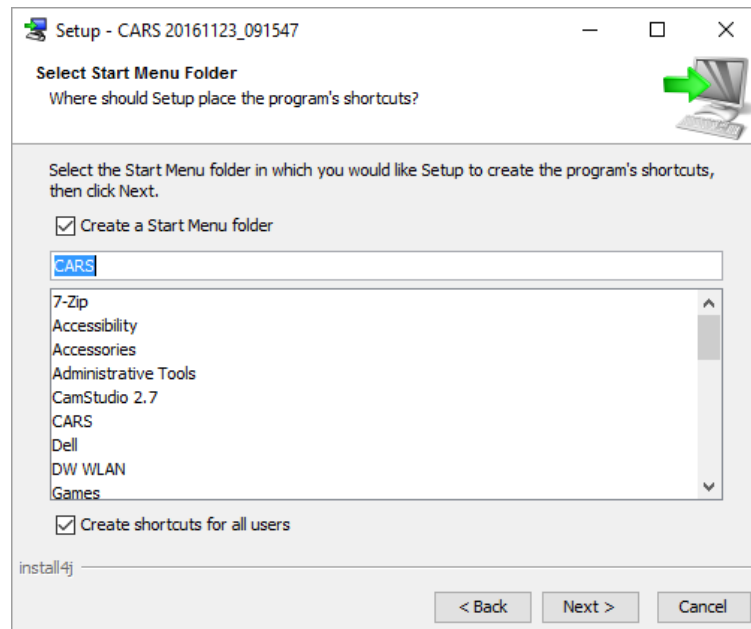 Setup - CARS 20161123_091547
Select Start Menu Folder
Where should Setup place the program's shortcuts?
Select the Start Menu folder in which you would like Setup to create the program's shortcuts,
then click Next.
Create a Start Menu folder
CARS
7-Zip
Accessibility
Accessories
Administrative Tools
CamStudio 2.7
CARS
Dell
DW WLAN
Games
Create shortcuts for all users
install4j
< Back
Next >
Cancel